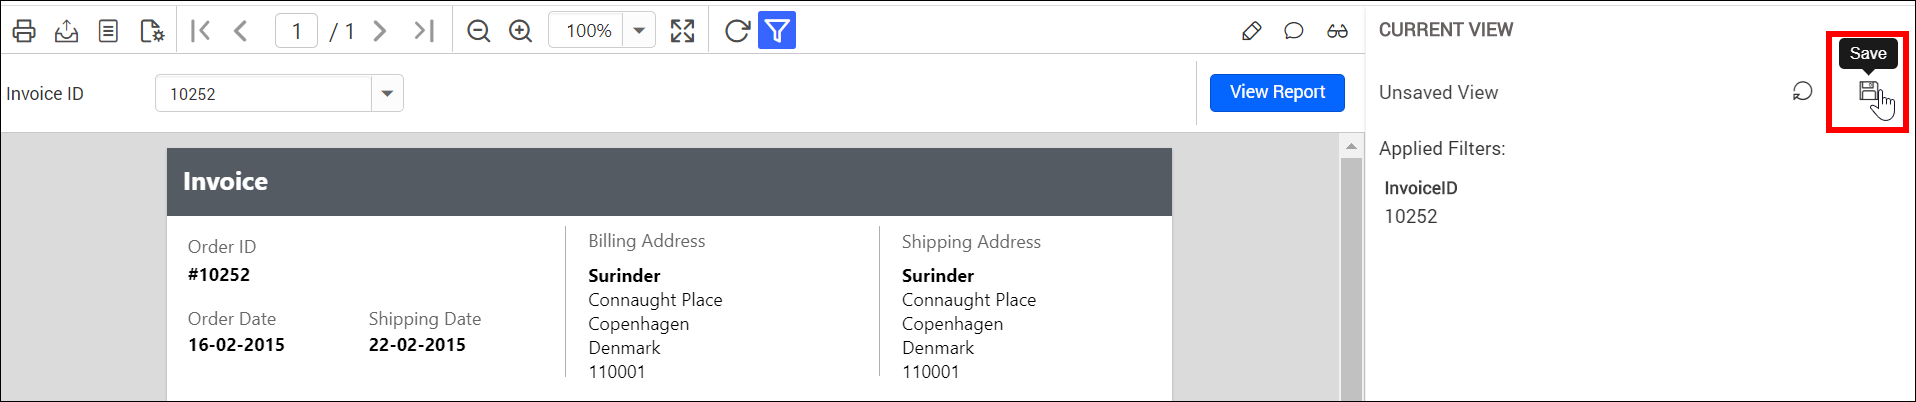 1 / 1
100%
CURRENT VIEW
Save
Invoice ID
10252
View Report
Unsaved View
Applied Filters:
InvoiceID
10252
Invoice
Order ID
#10252
Order Date
16-02-2015
Shipping Date
22-02-2015
Billing Address
Surinder
Connaught Place
Copenhagen
Denmark
110001
Shipping Address
Surinder
Connaught Place
Copenhagen
Denmark
110001